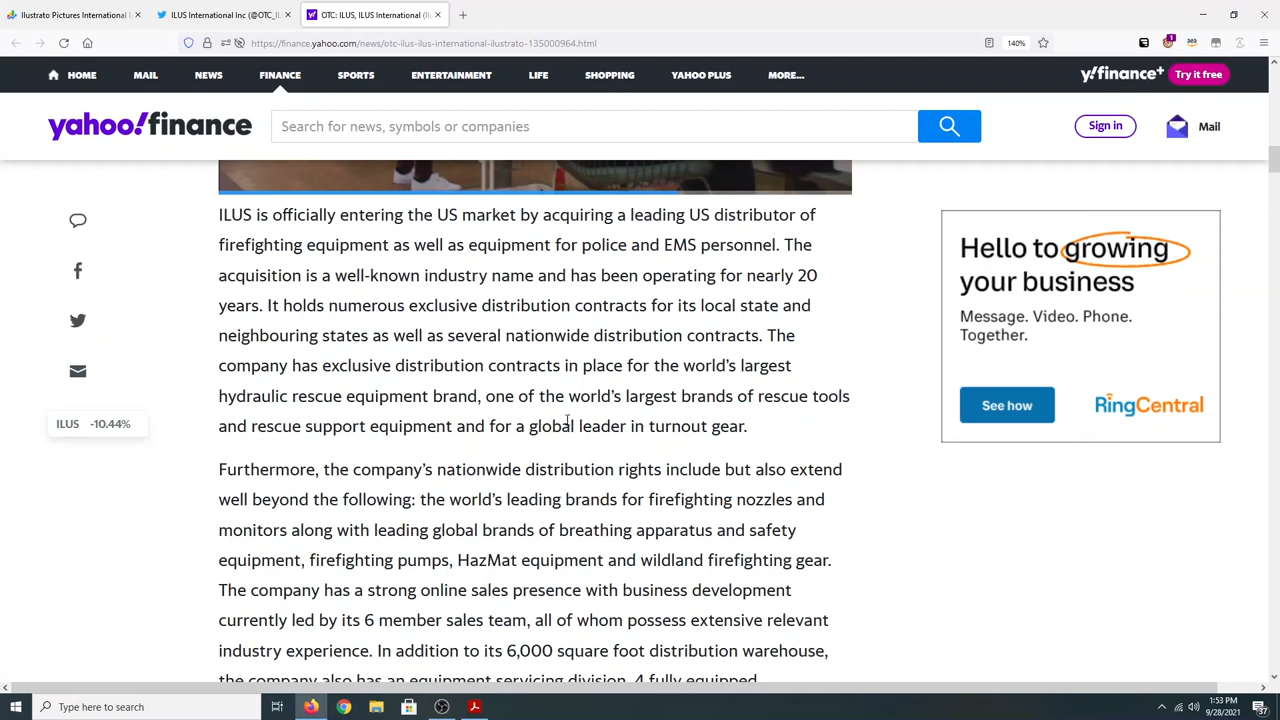 Ilustrato Pictures International I
ILUS International Inc (@OTC_IL
OTC: ILUS, ILUS International (Il
https://finance.yahoo.com/news/otc-ilus-ilus-international-ilustrato-135000964.html
140%
HOME
MAIL
NEWS
FINANCE
SPORTS
ENTERTAINMENT
LIFE
SHOPPING
YAHOO PLUS
MORE...
y!finance+
Try it free
yahoo!finance
Search for news, symbols or companies
Sign in
Mail
ILUS is officially entering the US market by acquiring a leading US distributor of
firefighting equipment as well as equipment for police and EMS personnel. The
acquisition is a well-known industry name and has been operating for nearly 20
years. It holds numerous exclusive distribution contracts for its local state and
neighbouring states as well as several nationwide distribution contracts. The
company has exclusive distribution contracts in place for the world's largest
hydraulic rescue equipment brand, one of the world's largest brands of rescue tools
and rescue support equipment and for a global leader in turnout gear.
Furthermore, the company's nationwide distribution rights include but also extend
well beyond the following: the world's leading brands for firefighting nozzles and
monitors along with leading global brands of breathing apparatus and safety
equipment, firefighting pumps, HazMat equipment and wildland firefighting gear.
The company has a strong online sales presence with business development
currently led by its 6 member sales team, all of whom possess extensive relevant
industry experience. In addition to its 6,000 square foot distribution warehouse,
the company also has an equipment servicing division, 4 fully equipped
ILUS -10.44%
Hello to growing
your business
Message. Video. Phone.
Together.
See how
RingCentral
Type here to search
1:53 PM
9/28/2021
37